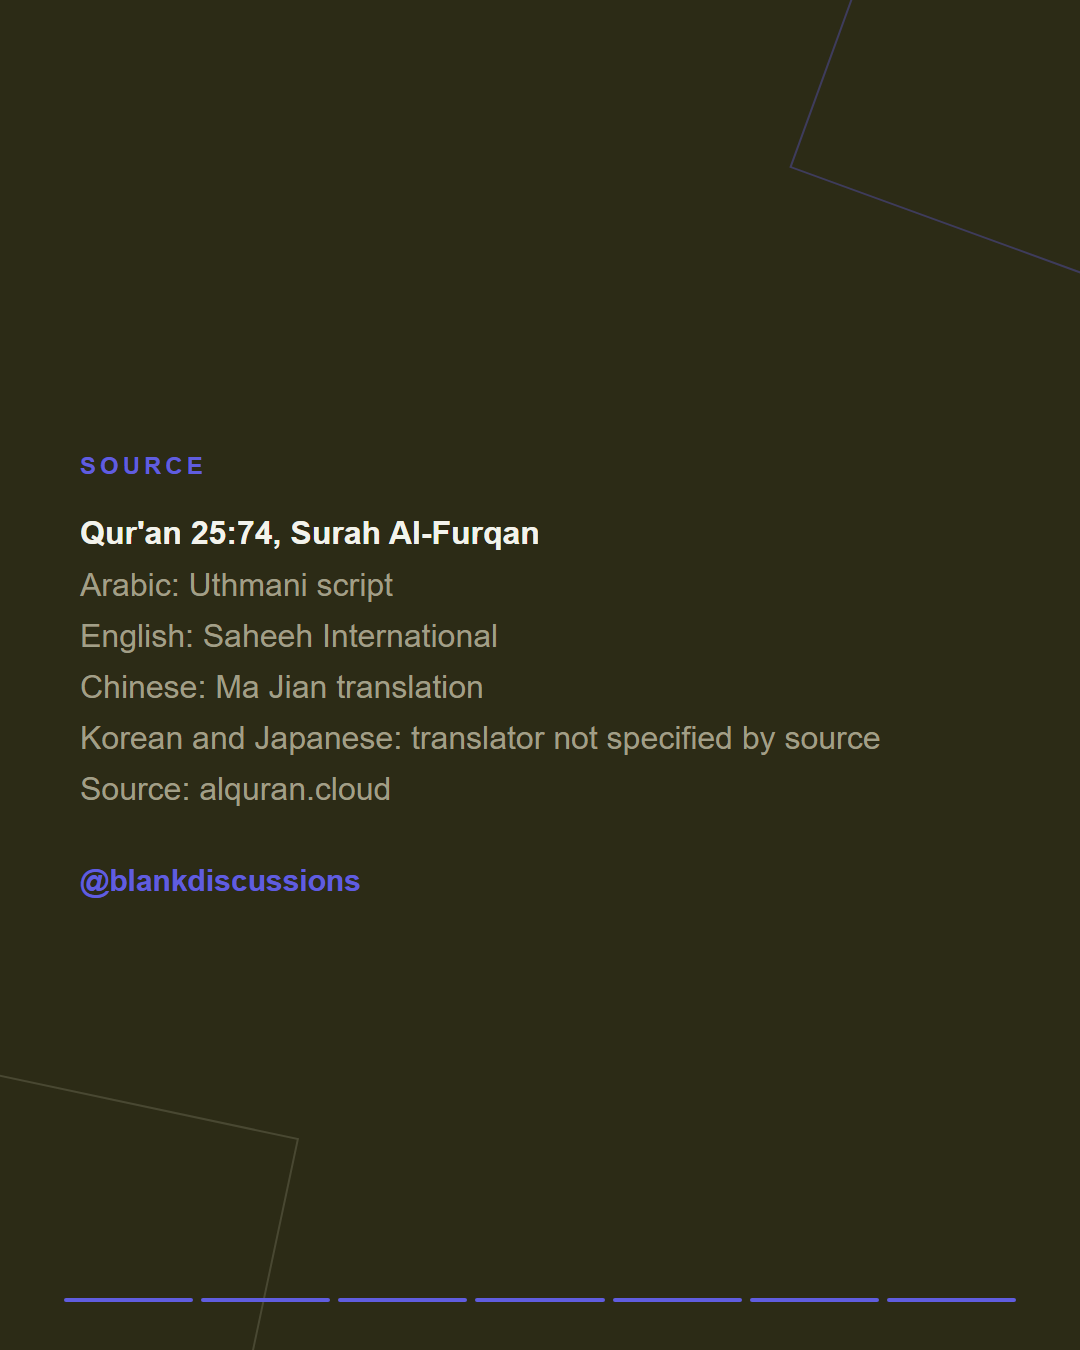 SOURCE
Qur'an 25:74, Surah Al-Furqan
Arabic: Uthmani script
English: Saheeh International
Chinese: Ma Jian translation
Korean and Japanese: translator not specified by source
Source: alquran.cloud
@blankdiscussions